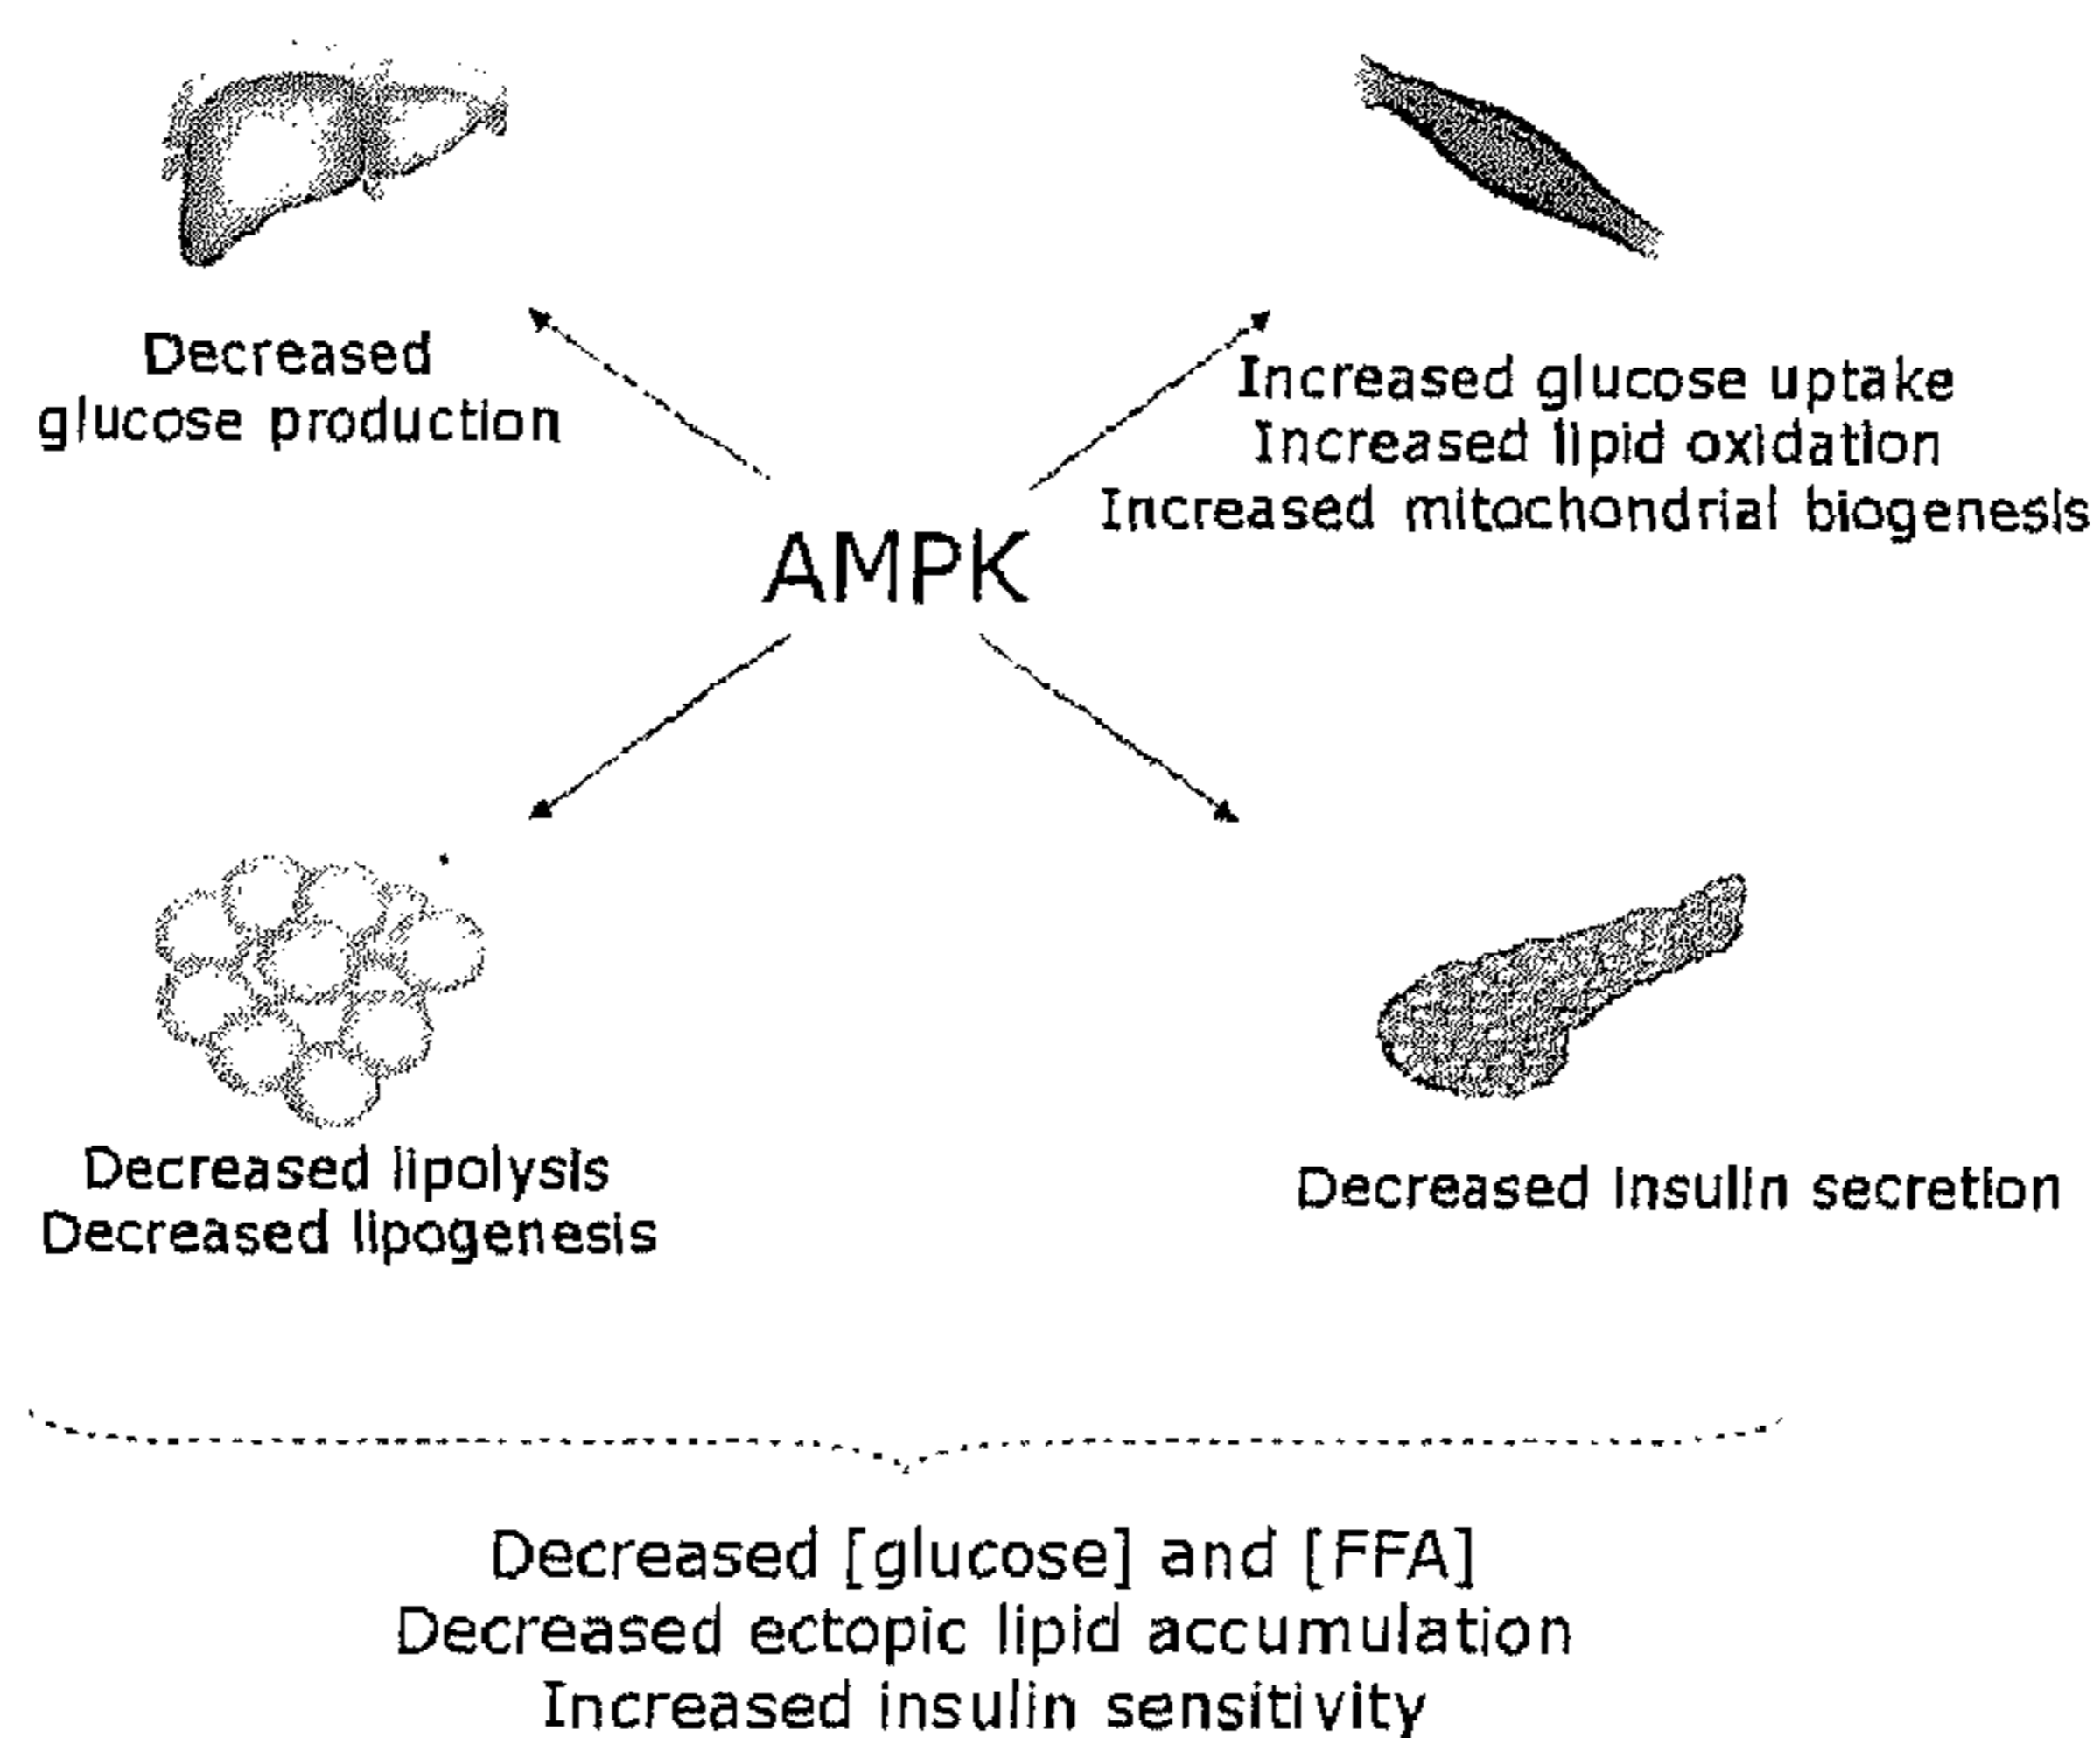 Decreased
glucose production
Increased glucose uptake
Increased lipid oxidation
Increased mitochondrial biogenesis
AMPK
Decreased lipolysis
Decreased lipogenesis
Decreased insulin secretion
Decreased [glucose] and [FFA]
Decreased ectopic lipid accumulation
Increased insulin sensitivity